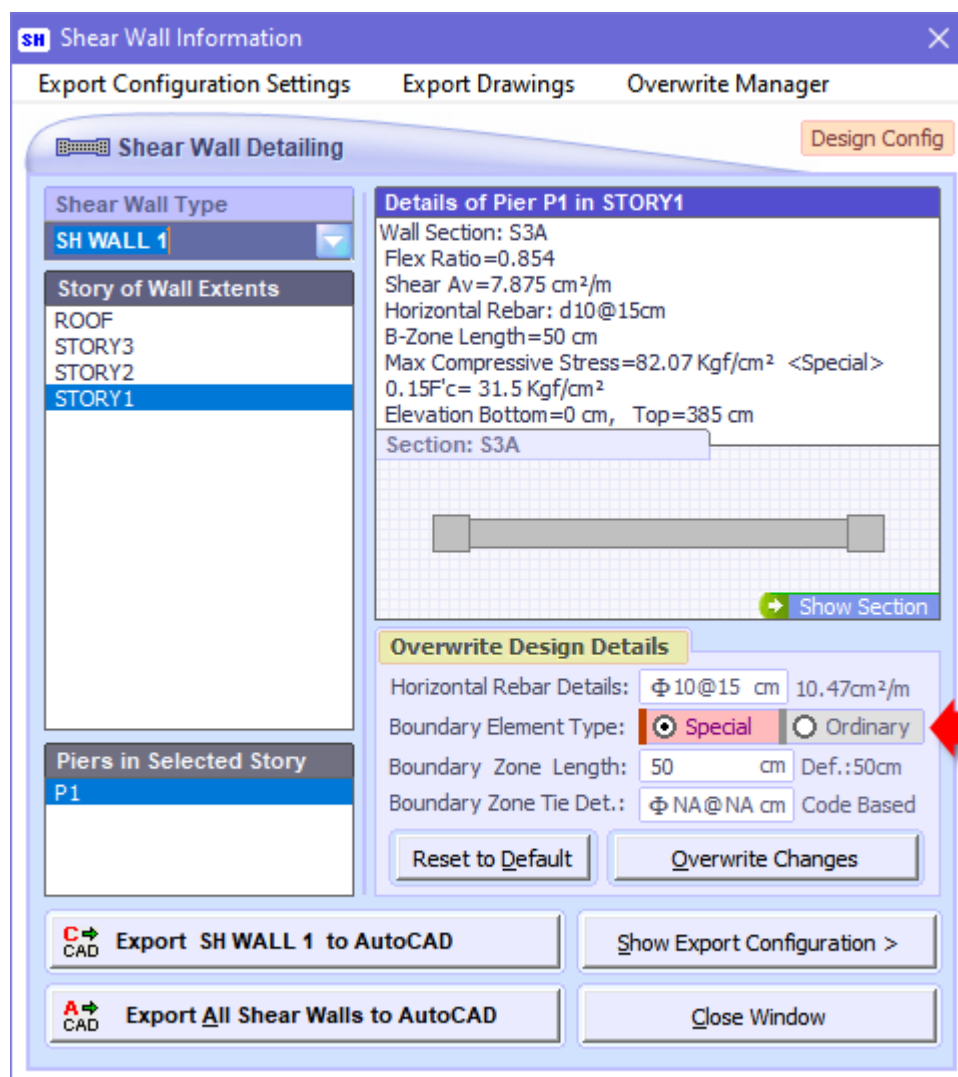 SH Shear Wall Information
Export Configuration Settings Export Drawings Overwrite Manager
Shear Wall Detailing
Design Config
Shear Wall Type
SH WALL 1
Story of Wall Extents
ROOF
STORY3
STORY2
STORY1
Piers in Selected Story
P1
Details of Pier P1 in STORY1
Wall Section: S3A
Flex Ratio=0.854
Shear Av=7.875 cm²/m
Horizontal Rebar: d10@15cm
B-Zone Length=50 cm
Max Compressive Stress=82.07 Kgf/cm² <Special>
0.15F'c= 31.5 Kgf/cm²
Elevation Bottom=0 cm, Top=385 cm
Section: S3A
Show Section
Overwrite Design Details
Horizontal Rebar Details: Φ10@15 cm 10.47cm²/m
Boundary Element Type: Special Ordinary
Boundary Zone Length: 50 cm Def.:50cm
Boundary Zone Tie Det.: Φ NA@NA cm Code Based
Reset to Default Overwrite Changes
C CAD Export SH WALL 1 to AutoCAD Show Export Configuration >
A CAD Export All Shear Walls to AutoCAD Close Window